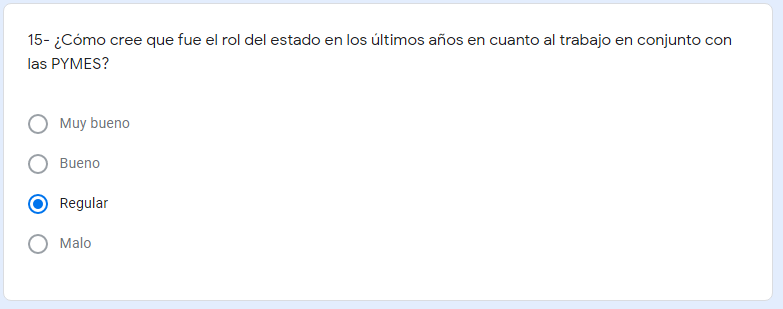 15- ¿Cómo cree que fue el rol del estado en los últimos años en cuanto al trabajo en conjunto con
las PYMES?
Muy bueno
Bueno
Regular
Malo